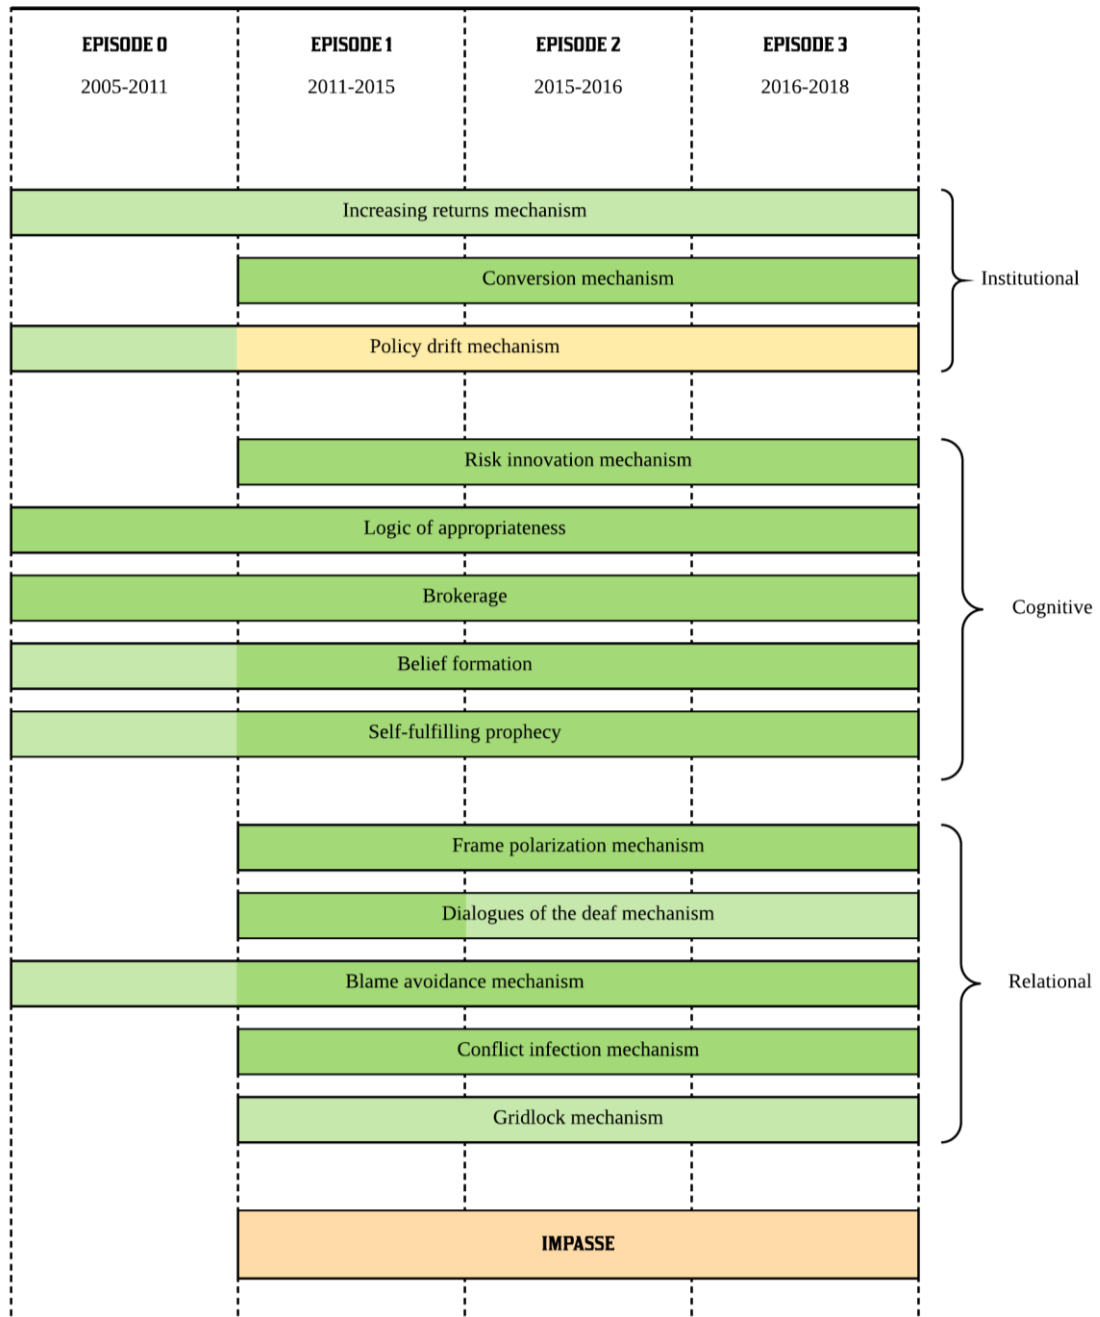 EPISODE 0
EPISODE 1
EPISODE 2
EPISODE 3
2005-2011
2011-2015
2015-2016
2016-2018
Increasing returns mechanism
Conversion mechanism
Institutional
Policy drift mechanism
Risk innovation mechanism
Logic of appropriateness
Brokerage
Cognitive
Belief formation
Self-fulfilling prophecy
Frame polarization mechanism
Dialogues of the deaf mechanism
Blame avoidance mechanism
Relational
Conflict infection mechanism
Gridlock mechanism
IMPASSE